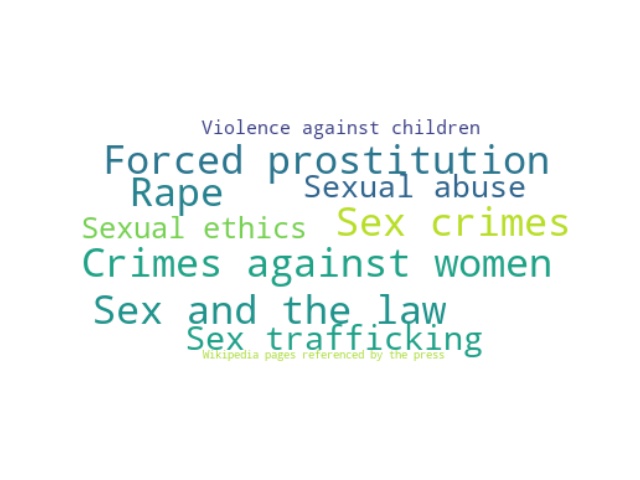 Violence against children
Forced prostitution
Rape
Sexual abuse
Sexual ethics
Sex crimes
Crimes against women
Sex and the law
Sex trafficking
Wikipedia pages referenced by the press